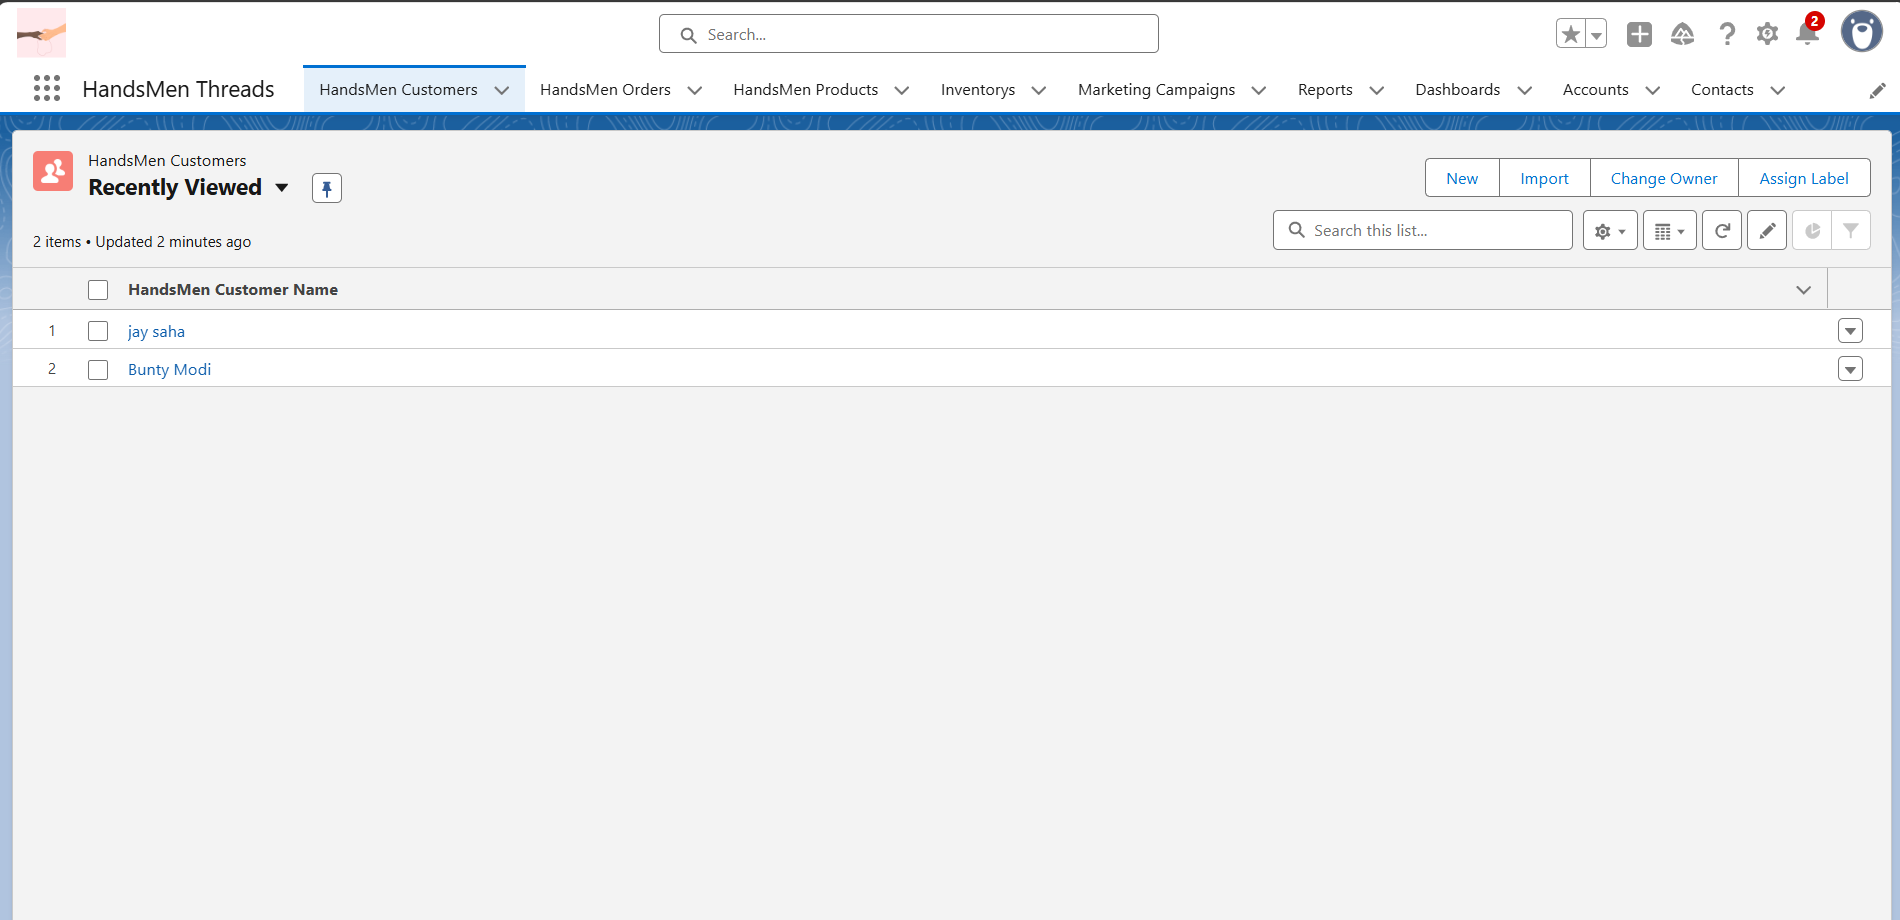 Search...
2
HandsMen Threads
HandsMen Customers
HandsMen Orders
HandsMen Products
Inventorys
Marketing Campaigns
Reports
Dashboards
Accounts
Contacts
HandsMen Customers
Recently Viewed
New
Import
Change Owner
Assign Label
2 items • Updated 2 minutes ago
Search this list...
HandsMen Customer Name
1 jay saha
2 Bunty Modi